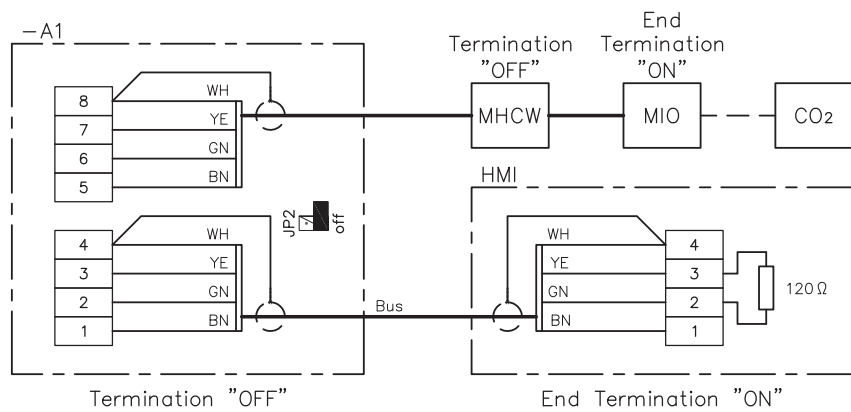 -A1
End
Termination
"ON"
Termination
"OFF"
8
7
6
5
WH
YE
GN
BN
MHCW
MIO
CO2
HMI
JP2
off
4
3
2
1
WH
YE
GN
BN
Bus
WH
YE
GN
BN
4
3
2
1
120Ω
Termination "OFF"
End Termination "ON"